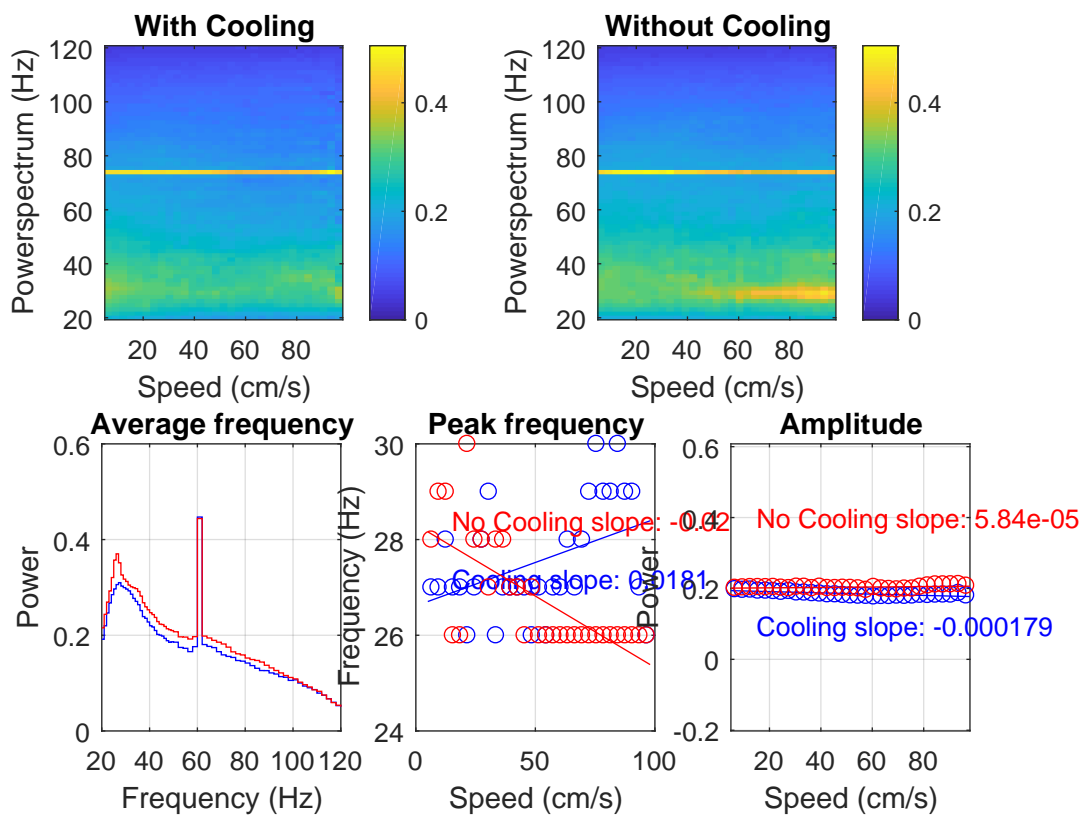 With Cooling
Powerspectrum (Hz)
120
100
80
60
40
20
20 40 60 80
Speed (cm/s)
0.4
0.2
0
Without Cooling
Powerspectrum (Hz)
120
100
80
60
40
20
20 40 60 80
Speed (cm/s)
0.4
0.2
0
Average frequency
Power
0.6
0.4
0.2
0
20 40 60 80 100 120
Frequency (Hz)
Peak frequency
Frequency (Hz)
30
28
26
24
No Cooling slope: -0.02
Cooling slope: 0.0181
0 50 100
Speed (cm/s)
Amplitude
Power
0.6
0.4
0.2
0
-0.2
No Cooling slope: 5.84e-05
Cooling slope: -0.000179
20 40 60 80
Speed (cm/s)